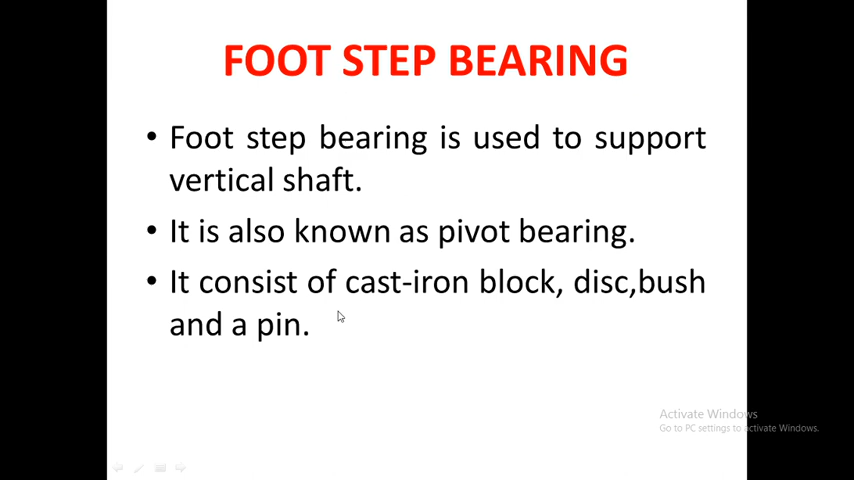 FOOT STEP BEARING
• Foot step bearing is used to support
vertical shaft.
• It is also known as pivot bearing.
• It consist of cast-iron block, disc,bush
and a pin.
Activate Windows
Go to PC settings to activate Windows.